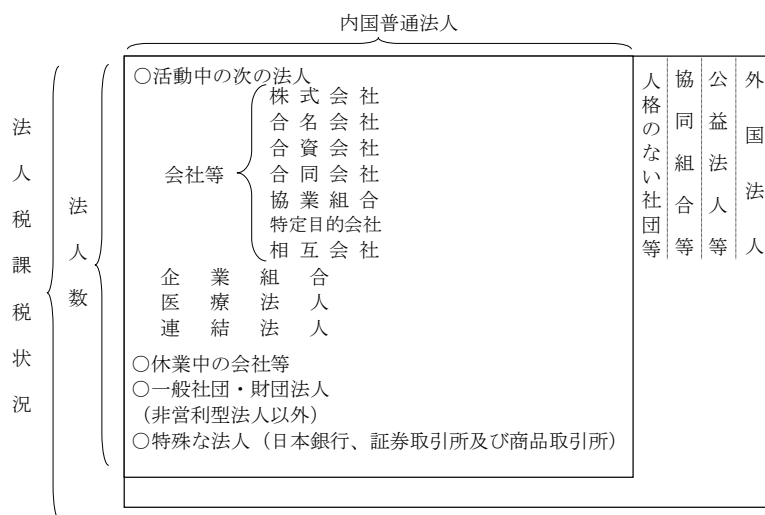 内国普通法人
法人税課税状況
法人数
○活動中の次の法人
会社等
株式会社
合名会社
合資会社
合同会社
協業組合
特定目的会社
相互会社
企業組合
医療法人
連結法人
○休業中の会社等
○一般社団・財団法人
（非営利型法人以外）
○特殊な法人（日本銀行、証券取引所及び商品取引所）
人格のない社団等
協同組合等
公益法人等
外国法人